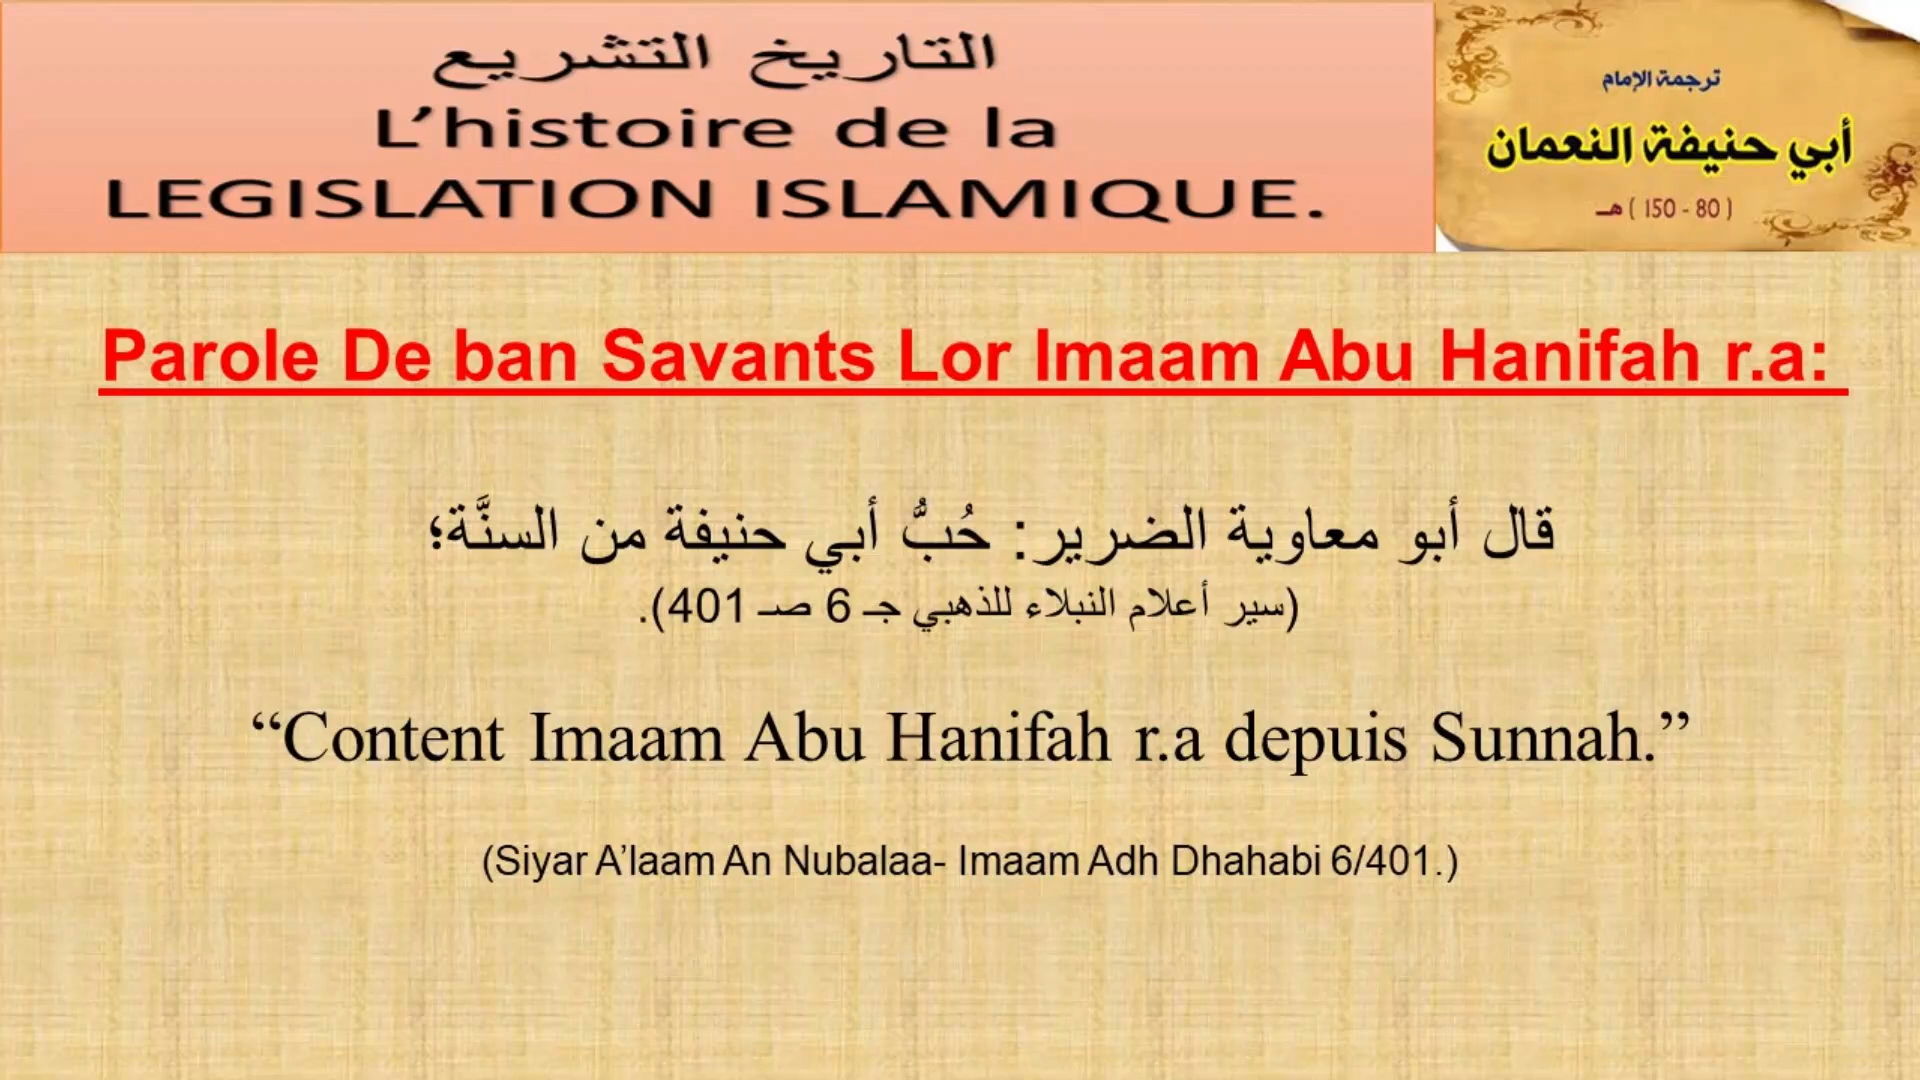 التاريخ التشريع
L’histoire de la
LEGISLATION ISLAMIQUE.
ترجمة الإمام
أبي حنيفة النعمان
( 80 - 150 ) هـ
Parole De ban Savants Lor Imaam Abu Hanifah r.a:
قال أبو معاوية الضرير: حُبُّ أبي حنيفة من السنَّة؛
(سير أعلام النبلاء للذهبي جـ 6 صـ 401).
“Content Imaam Abu Hanifah r.a depuis Sunnah.”
(Siyar A’laam An Nubalaa- Imaam Adh Dhahabi 6/401.)